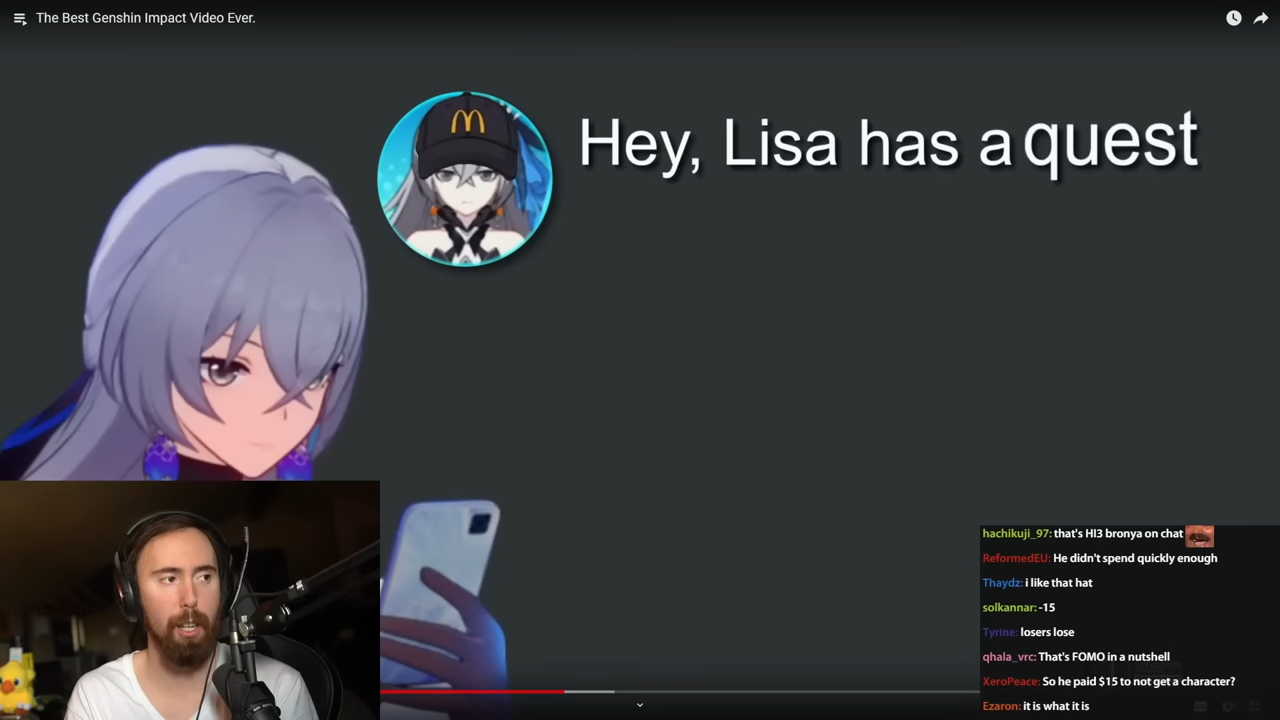 The Best Genshin Impact Video Ever.
Hey, Lisa has a quest
hachikuji_97: that's HI3 bronya on chat
ReformedEU: He didn't spend quickly enough
Thaydz: i like that hat
solkannar: -15
Tyrine: losers lose
qhala_vrc: That's FOMO in a nutshell
XeroPeace: So he paid $15 to not get a character?
Ezaron: it is what it is